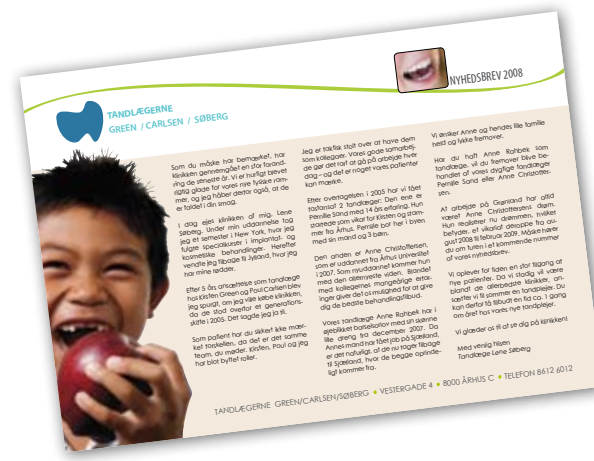 NYHEDSBREV 2008
TANDLÆGERNE
GREEN / CARLSEN / SØBERG
Som du måske har bemærket, har
klinikken gennemgået en stor forand-
ring de seneste år. Vi er hurtigt blevet
rigtig glade for vores nye fysiske ram-
mer, og jeg håber derfor også, at de
er faldet i din smag.
I dag ejes klinikken af mig, Lene
Søberg. Under min uddannelse tog
jeg et semester i New York, hvor jeg
fulgte specialkurser i implantat- og
kosmetiske behandlinger. Herefter
vendte jeg tilbage til Jylland, hvor jeg
har mine rødder.
Efter 5 års ansættelse som tandlæge
hos Kirsten Green og Poul Carlsen blev
jeg spurgt, om jeg ville købe klinikken,
da de stod overfor et generations-
skifte i 2005. Det sagde jeg ja til.
Som patient har du sikkert ikke mær-
ket forskellen, da det er det samme
team, du møder. Kirsten, Poul og jeg
har blot byttet roller.
Jeg er faktisk stolt over at have dem
som kollegaer. Vores gode samarbej-
de gør det rart at gå på arbejde hver
dag – og det er noget vores patienter
kan mærke.
Efter overtagelsen i 2005 har vi fået
fastansat 2 tandlæger: Den ene er
Pernille Sand med 14 års erfaring. Hun
startede som vikar for Kirsten og stam-
mer fra Århus. Pernille bor her i byen
med sin mand og 3 børn.
Den anden er Anne Christoffersen,
som er uddannet fra Århus Universitet
i 2007. Som nyuddannet kommer hun
med den allernyeste viden. Blandet
med kollegernes mangeårige erfa-
ringer giver det os mulighed for at give
dig de bedste behandlingstilbud.
Vores tandlæge Anne Rohbek har i
øjeblikket barselsorlov med sin skønne
lille dreng fra december 2007. Da
Annes mand har fået job på Sjælland,
er det naturligt, at de nu tager tilbage
til Sjælland, hvor de begge oprinde-
ligt kommer fra.
Vi ønsker Anne og hendes lille familie
held og lykke fremover.
Har du haft Anne Rohbek som
tandlæge, vil du fremover blive be-
handlet af vores dygtige tandlæger
Pernille Sand eller Anne Christoffer-
sen.
At arbejde på Grønland har altid
været Anne Christoffersens drøm.
Hun realiserer nu drømmen, hvilket
betyder, et vikariat deroppe fra au-
gust 2008 til februar 2009. Måske hører
du om turen i et kommende nummer
af vores nyhedsbrev.
Vi oplever for tiden en stor tilgang af
nye patienter. Da vi stadig vil være
blandt de allerbedste klinikker, an-
sætter vi til sommer en tandplejer. Du
kan derfor få tilbudt en tid ca. 1 gang
om året hos vores nye tandplejer.
Vi glæder os til at se dig på klinikken!
Med venlig hilsen
Tandlæge Lene Søberg
TANDLÆGERNE GREEN/CARLSEN/SØBERG • VESTERGADE 4 • 8000 ÅRHUS C • TELEFON 8612 6012